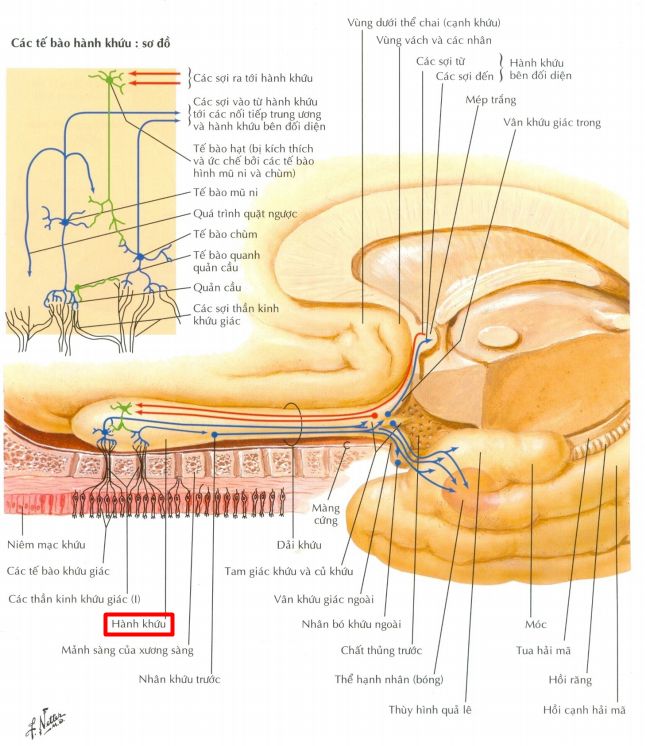 Vùng dưới thể chai (cạnh khứu)
Vùng vách và các nhân
Các tế bào hành khứu : sơ đồ
Các sợi từ
Các sợi đến
Hành khứu
bên đối diện
Mép trắng
Vân khứu giác trong
Các sợi ra tới hành khứu
Các sợi vào từ hành khứu
tới các nối tiếp trung ương
và hành khứu bên đối diện
Tế bào hạt (bị kích thích
và ức chế bởi các tế bào
hình mũ ni và chùm)
Tế bào mũ ni
Quá trình quặt ngược
Tế bào chùm
Tế bào quanh
quản cầu
Quản cầu
Các sợi thần kinh
khứu giác
Màng
cứng
Niêm mạc khứu
Dải khứu
Các tế bào khứu giác
Tam giác khứu và củ khứu
Các thần kinh khứu giác (I)
Vân khứu giác ngoài
Hành khứu
Nhân bó khứu ngoài
Móc
Mảnh sàng của xương sàng
Chất thủng trước
Tua hải mã
Nhân khứu trước
Thể hạnh nhân (bóng)
Hồi răng
Thùy hình quả lê
Hồi cạnh hải mã
F. Netter
M.D.